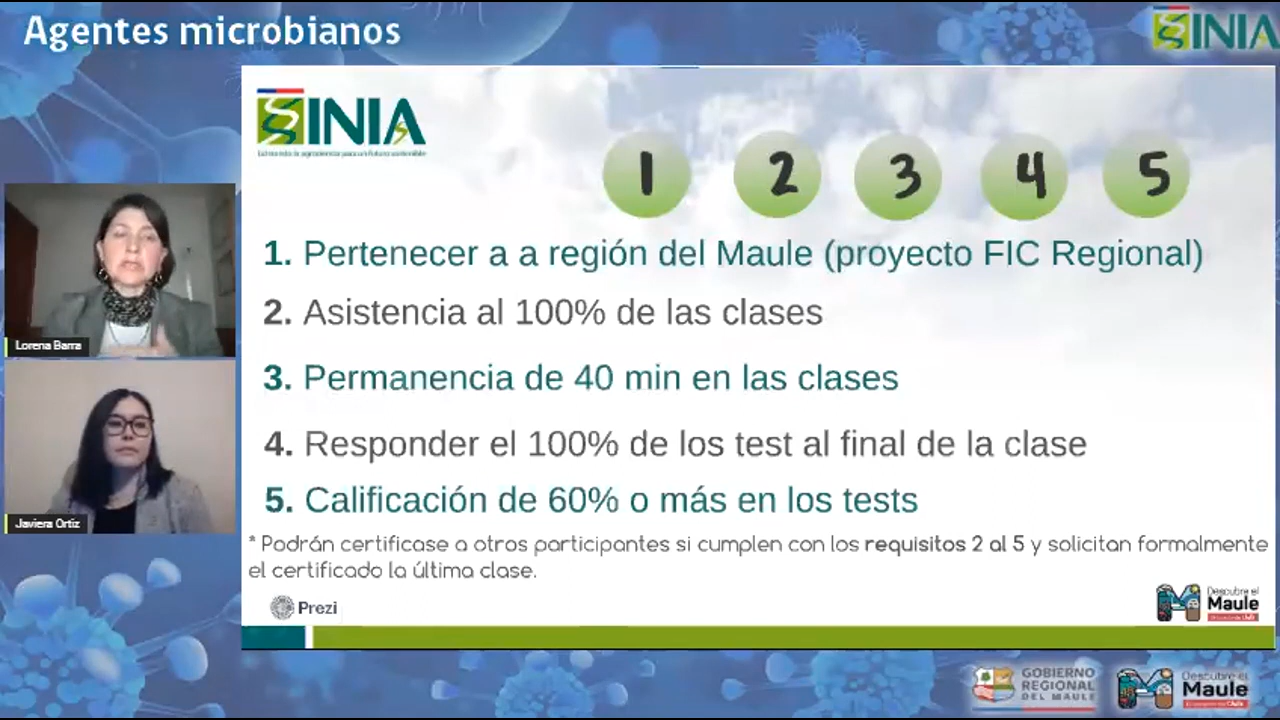 Agentes microbianos
INIA
INIA
1 2 3 4 5
1. Pertenecer a a región del Maule (proyecto FIC Regional)
2. Asistencia al 100% de las clases
3. Permanencia de 40 min en las clases
4. Responder el 100% de los test al final de la clase
5. Calificación de 60% o más en los tests
* Podrán certificase a otros participantes si cumplen con los requisitos 2 al 5 y solicitan formalmente
el certificado la última clase.
Lorena Barra
Javiera Ortiz
Prezi
Descubre el
Maule
GOBIERNO
REGIONAL
DEL MAULE
Descubre el
Maule